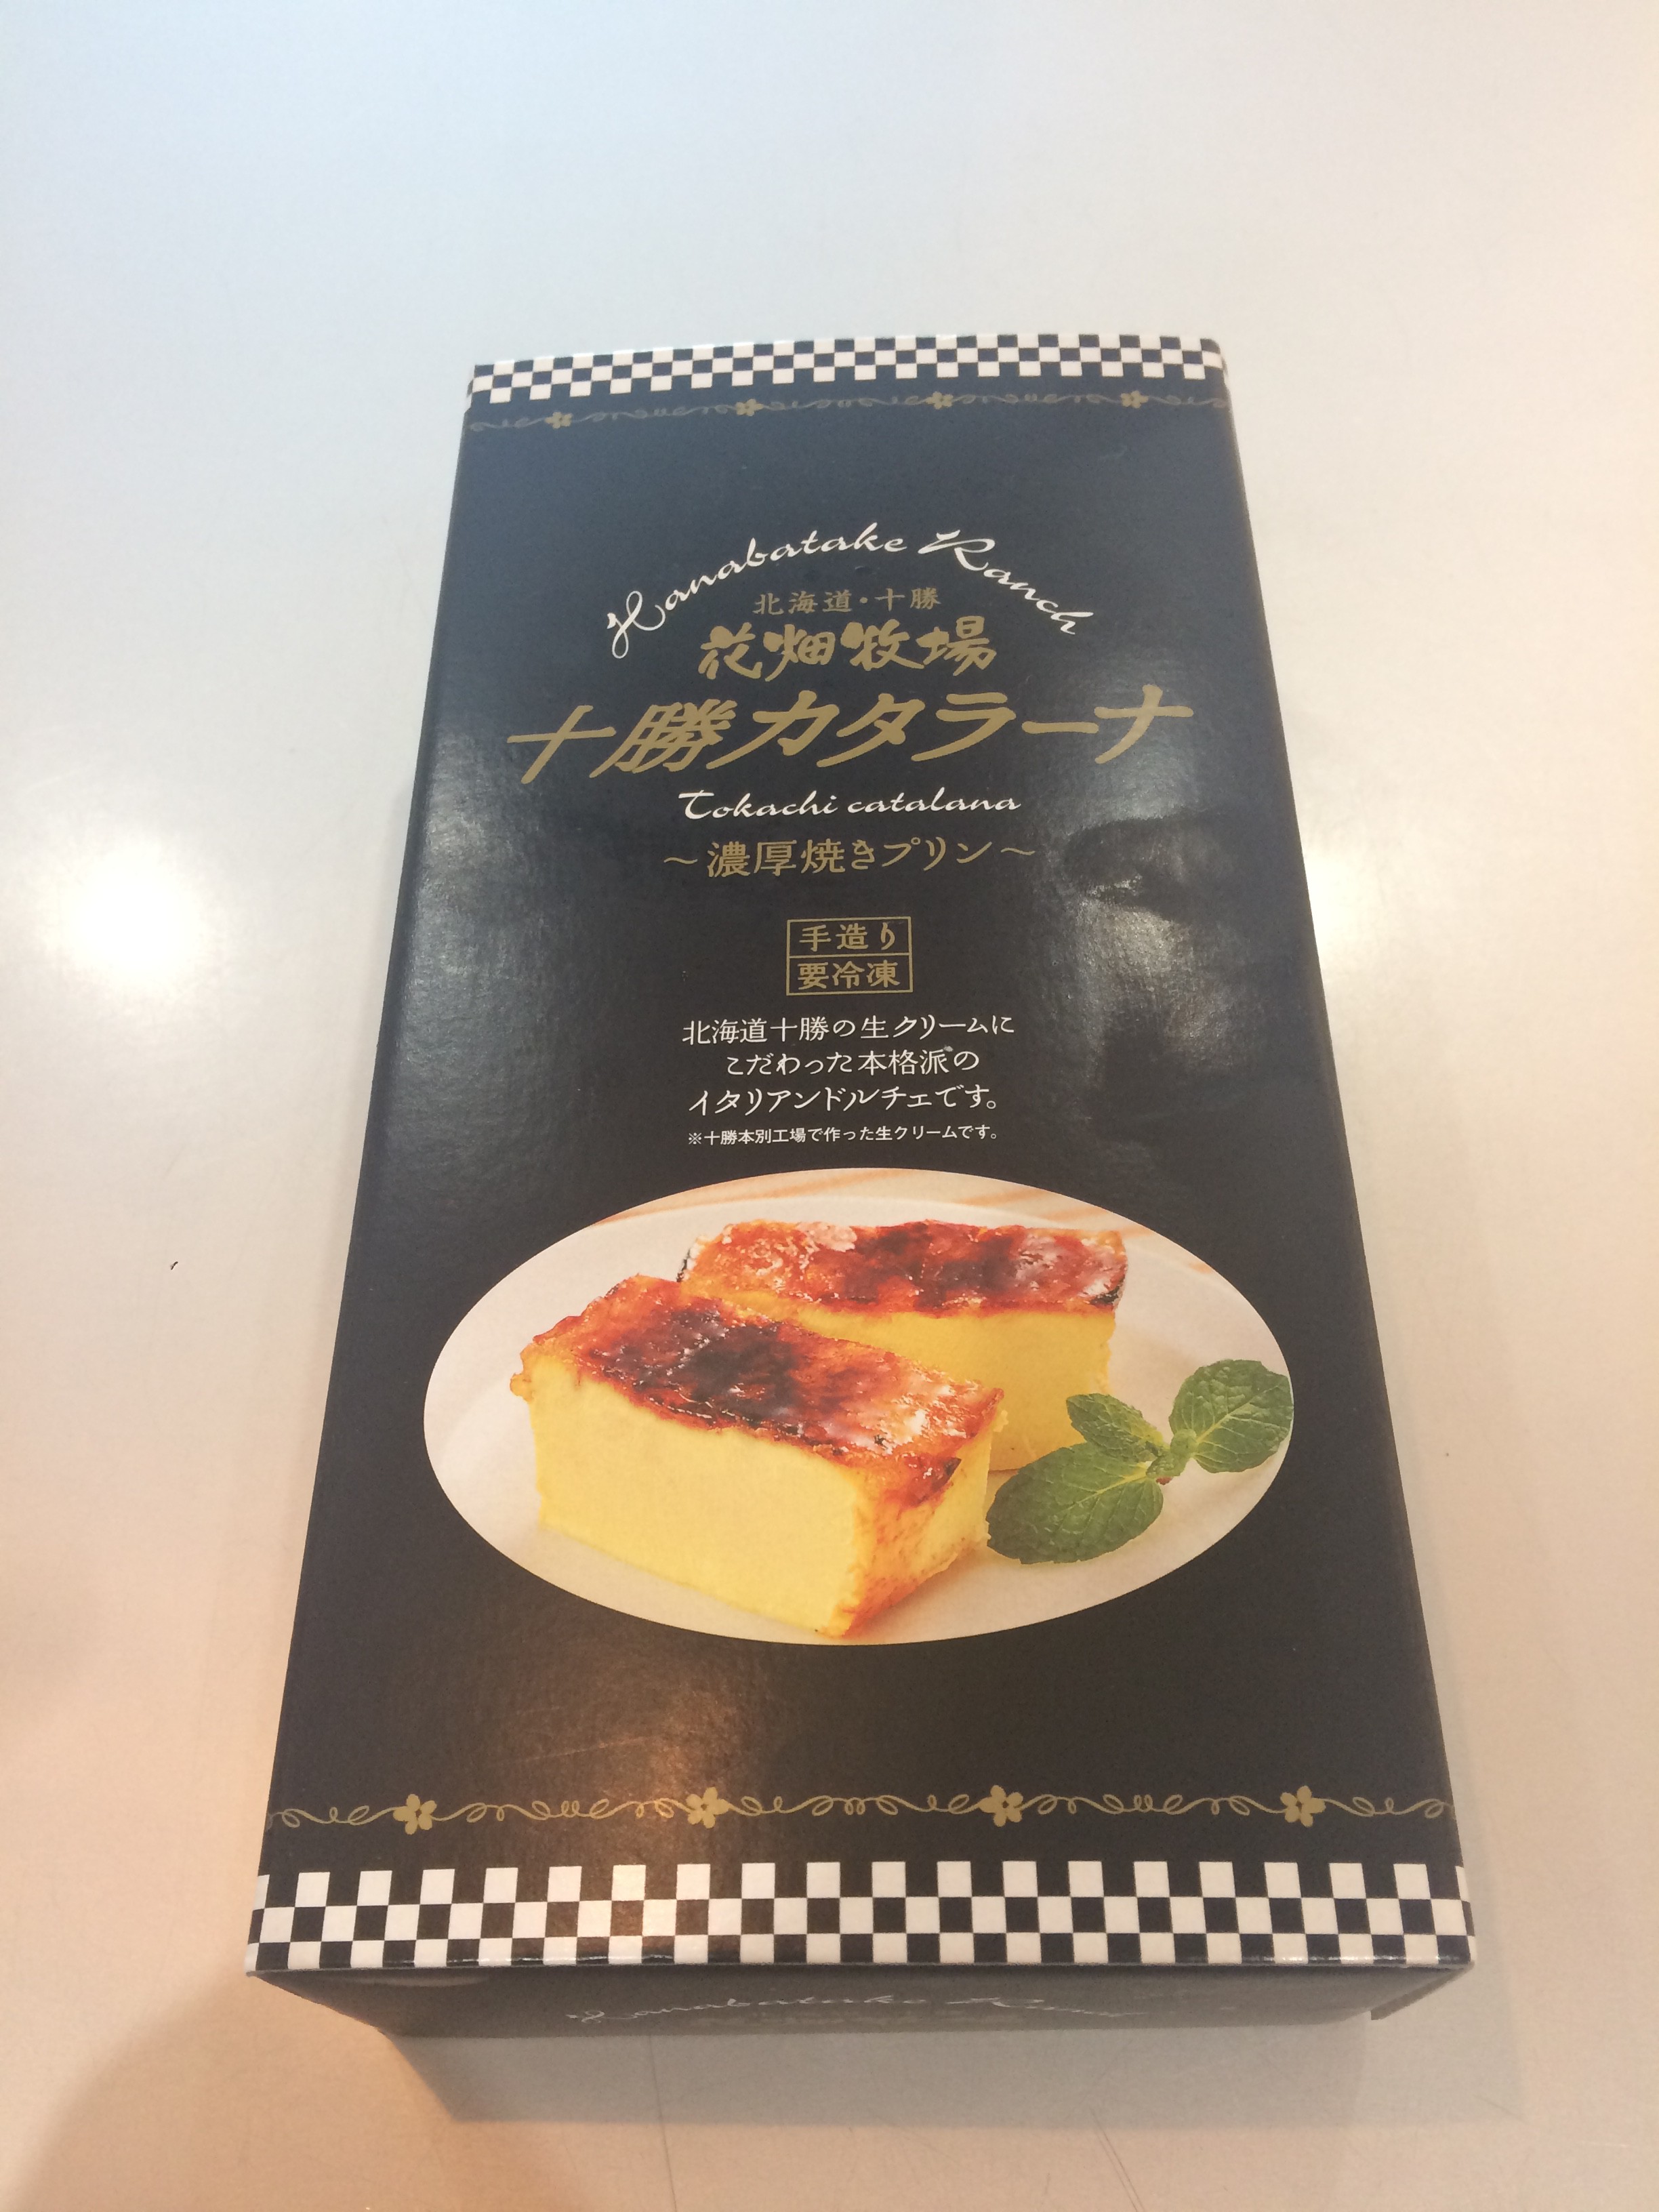 Hanabatake Ranch
北海道・十勝
花畑牧場
十勝カタラーナ
Tokachi catalana
～濃厚焼きプリン～
手造り
要冷凍
北海道十勝の生クリームに
こだわった本格派の
イタリアンドルチェです。
※十勝本別工場で作った生クリームです。
Hanabatake Ranch